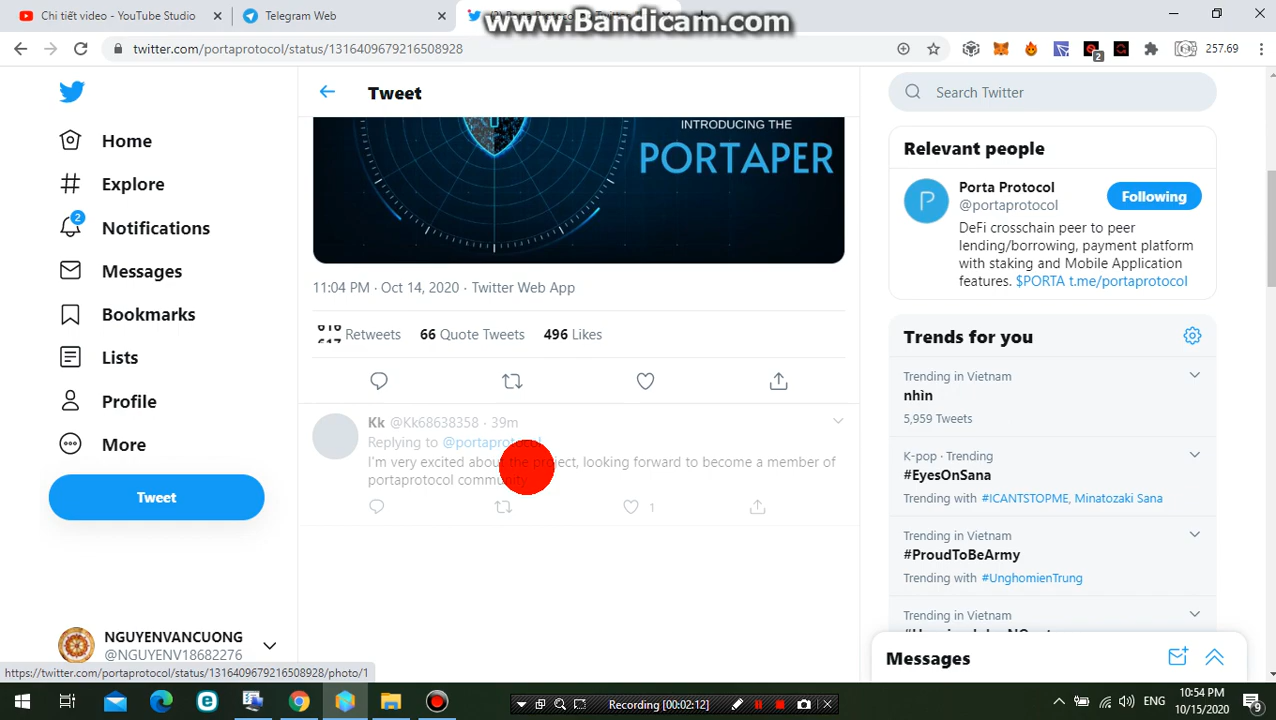 Chi tiết video - YouTube Studio
Telegram Web
www.Bandicam.com
twitter.com/portaprotocol/status/1316409679216508928
2
257.69
Home
Explore
2
Notifications
Messages
Bookmarks
Lists
Profile
More
Tweet
NGUYENVANCUONG
@NGUYENV18682276
https://twitter.com/portaprotocol/status/1316409679216508928/photo/1
Tweet
INTRODUCING THE
PORTAPER
11:04 PM · Oct 14, 2020 · Twitter Web App
Retweets 66 Quote Tweets 496 Likes
Kk @Kk68638358 · 39m
Replying to @portaprotocol
I'm very excited about the project, looking forward to become a member of
portaprotocol community
1
Search Twitter
Relevant people
Porta Protocol
@portaprotocol
Following
DeFi crosschain peer to peer
lending/borrowing, payment platform
with staking and Mobile Application
features. $PORTA t.me/portaprotocol
Trends for you
Trending in Vietnam
nhìn
5,959 Tweets
K-pop · Trending
#EyesOnSana
Trending with #ICANTSTOPME, Minatozaki Sana
Trending in Vietnam
#ProudToBeArmy
Trending with #UnghomienTrung
Trending in Vietnam
Messages
Recording [00:02:12]
ENG
10:54 PM
10/15/2020
9